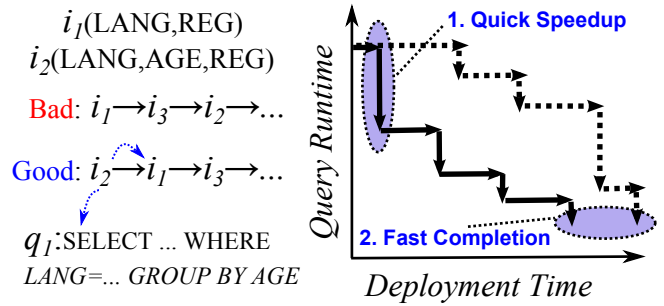 i₁(LANG,REG)
i₂(LANG,AGE,REG)
Bad: i₁→i₃→i₂→...
Good: i₂→i₁→i₃→...
q₁:SELECT ... WHERE
LANG=... GROUP BY AGE
1. Quick Speedup
Query Runtime
2. Fast Completion
Deployment Time